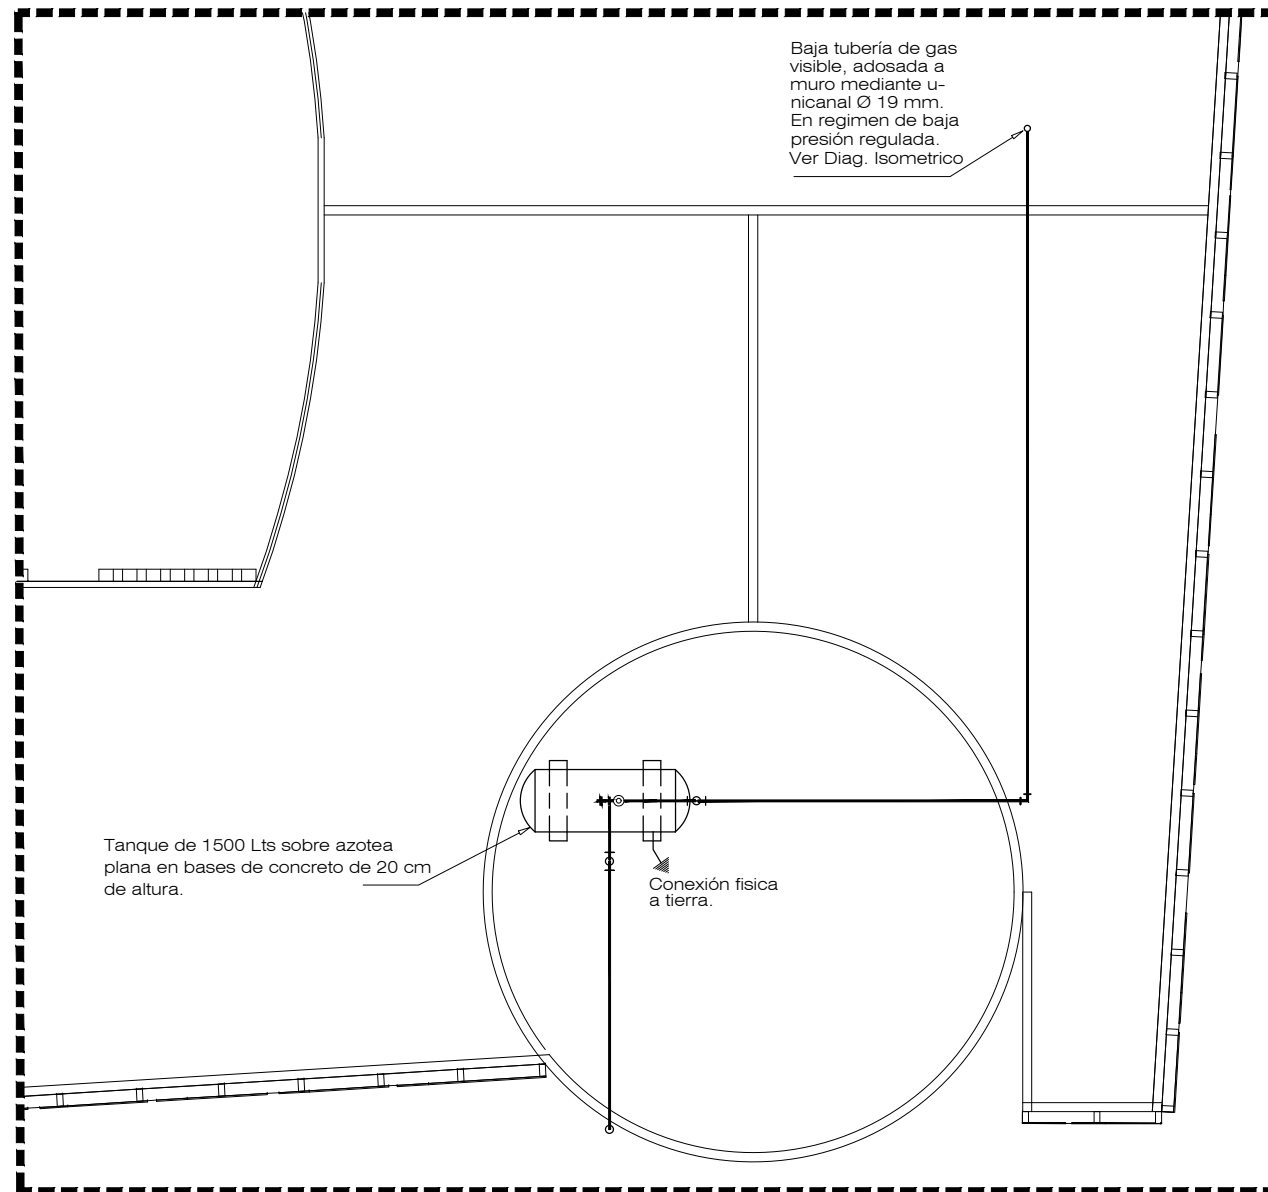 Baja tubería de gas
visible, adosada a
muro mediante u-
nicanal Ø 19 mm.
En regimen de baja
presión regulada.
Ver Diag. Isometrico
Tanque de 1500 Lts sobre azotea
plana en bases de concreto de 20 cm
de altura.
Conexión fisica
a tierra.